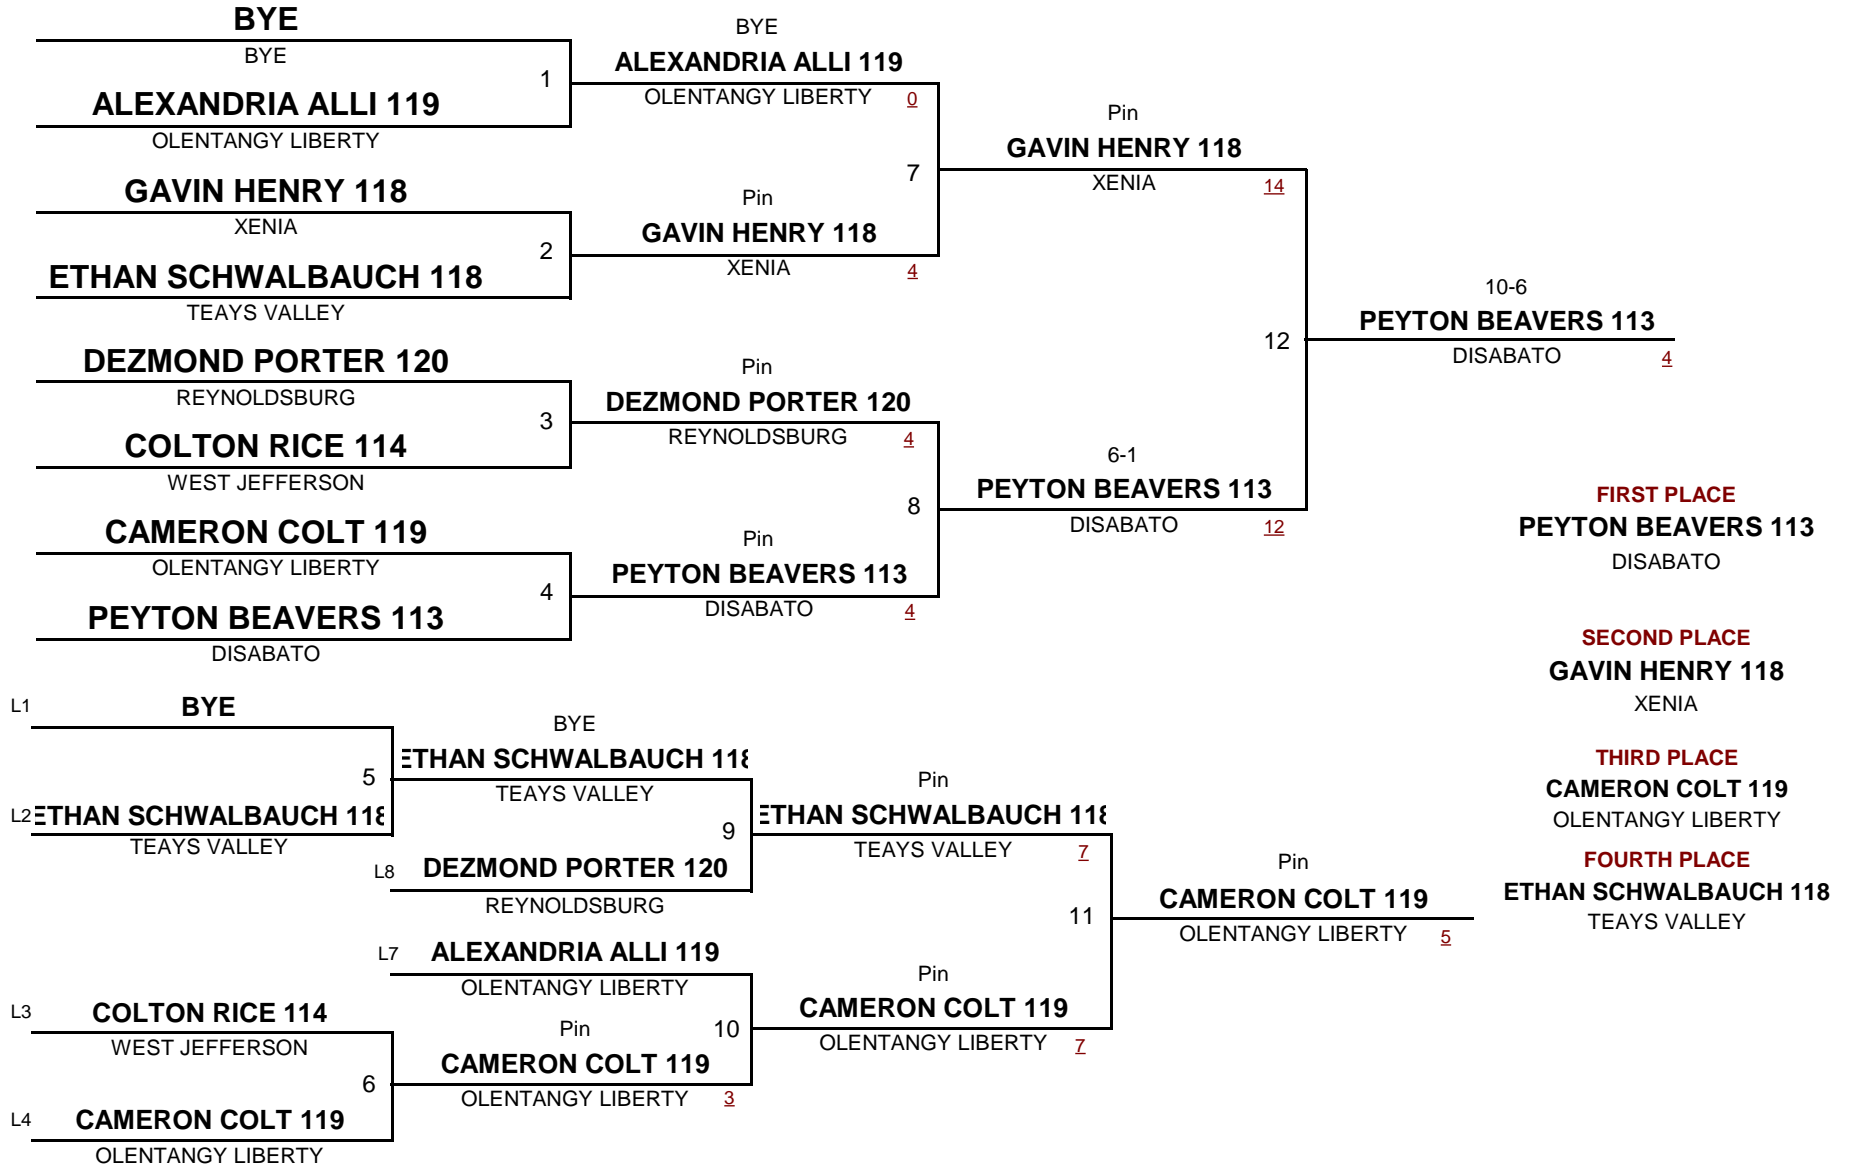 BYE
BYE
1
ALEXANDRIA ALLI 119
OLENTANGY LIBERTY
GAVIN HENRY 118
XENIA
2
ETHAN SCHWALBAUCH 118
TEAYS VALLEY
DEZMOND PORTER 120
REYNOLDSBURG
3
COLTON RICE 114
WEST JEFFERSON
CAMERON COLT 119
OLENTANGY LIBERTY
4
PEYTON BEAVERS 113
DISABATO
BYE
ALEXANDRIA ALLI 119
OLENTANGY LIBERTY 0
7
Pin
GAVIN HENRY 118
XENIA 4
Pin
DEZMOND PORTER 120
REYNOLDSBURG 4
8
Pin
PEYTON BEAVERS 113
DISABATO 4
Pin
GAVIN HENRY 118
XENIA 14
12
6-1
PEYTON BEAVERS 113
DISABATO 12
10-6
PEYTON BEAVERS 113
DISABATO 4
FIRST PLACE
PEYTON BEAVERS 113
DISABATO
SECOND PLACE
GAVIN HENRY 118
XENIA
THIRD PLACE
CAMERON COLT 119
OLENTANGY LIBERTY
FOURTH PLACE
ETHAN SCHWALBAUCH 118
TEAYS VALLEY
L1 BYE
5
L2 ETHAN SCHWALBAUCH 118
TEAYS VALLEY
BYE
ETHAN SCHWALBAUCH 118
TEAYS VALLEY
9
L8 DEZMOND PORTER 120
REYNOLDSBURG
L7 ALEXANDRIA ALLI 119
OLENTANGY LIBERTY
10
L3 COLTON RICE 114
WEST JEFFERSON
6
L4 CAMERON COLT 119
OLENTANGY LIBERTY
Pin
CAMERON COLT 119
OLENTANGY LIBERTY 3
Pin
ETHAN SCHWALBAUCH 118
TEAYS VALLEY 7
11
Pin
CAMERON COLT 119
OLENTANGY LIBERTY 7
Pin
CAMERON COLT 119
OLENTANGY LIBERTY 5